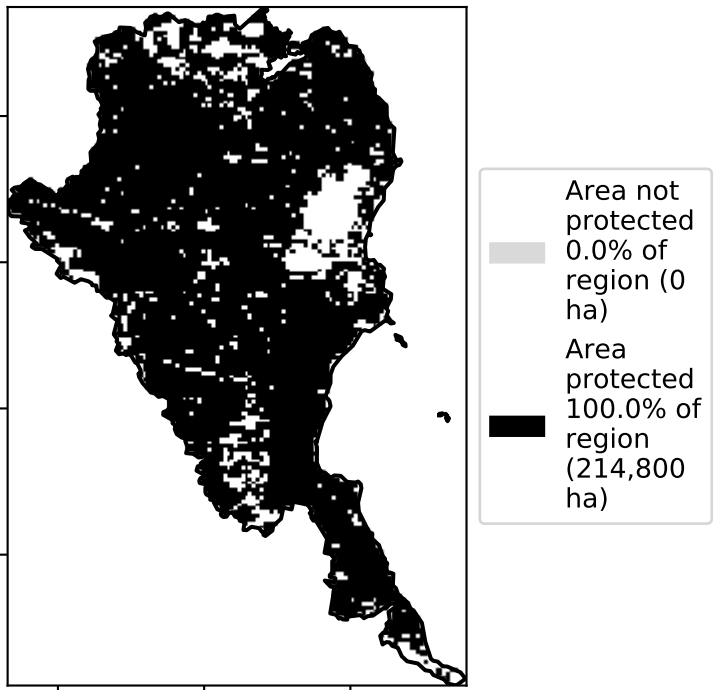 Area not
protected
0.0% of
region (0
ha)
Area
protected
100.0% of
region
(214,800
ha)